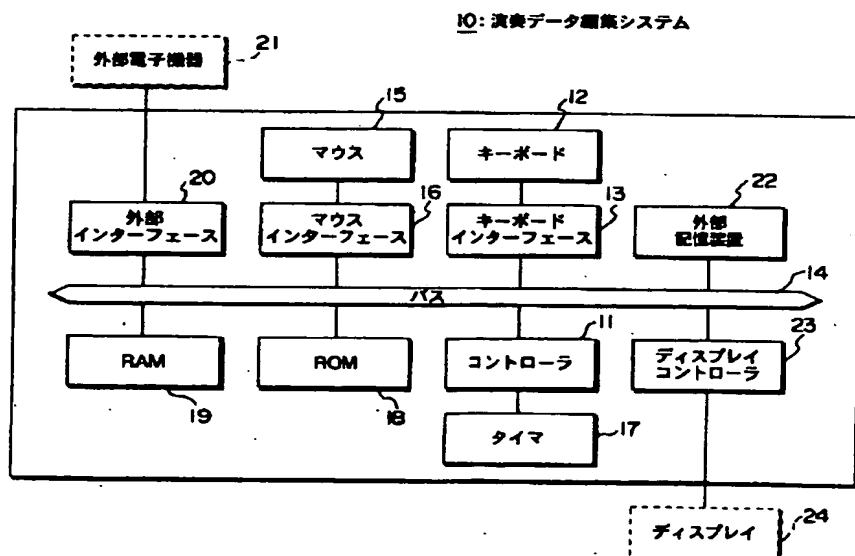 10: 演奏データ編集システム
21
外部電子機器
15
マウス
12
キーボード
20
外部
インターフェース
16
マウス
インターフェース
13
キーボード
インターフェース
22
外部
記憶装置
14
バス
RAM
19
ROM
18
11
コントローラ
23
ディスプレイ
コントローラ
タイマ
17
ディスプレイ
24